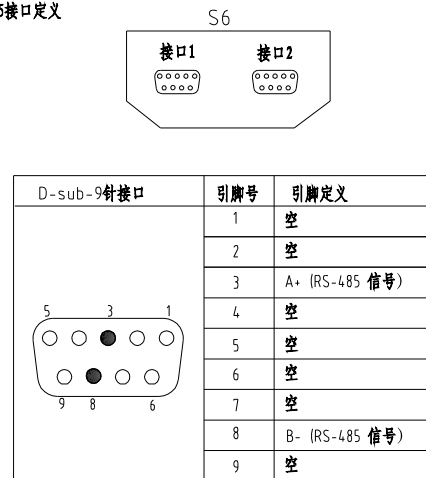 5接口定义
S6
接口1 接口2
D-sub-9针接口 引脚号 引脚定义
1 空
2 空
3 A+ (RS-485 信号)
4 空
5 空
6 空
7 空
8 B- (RS-485 信号)
9 空
5 3 1
9 8 6